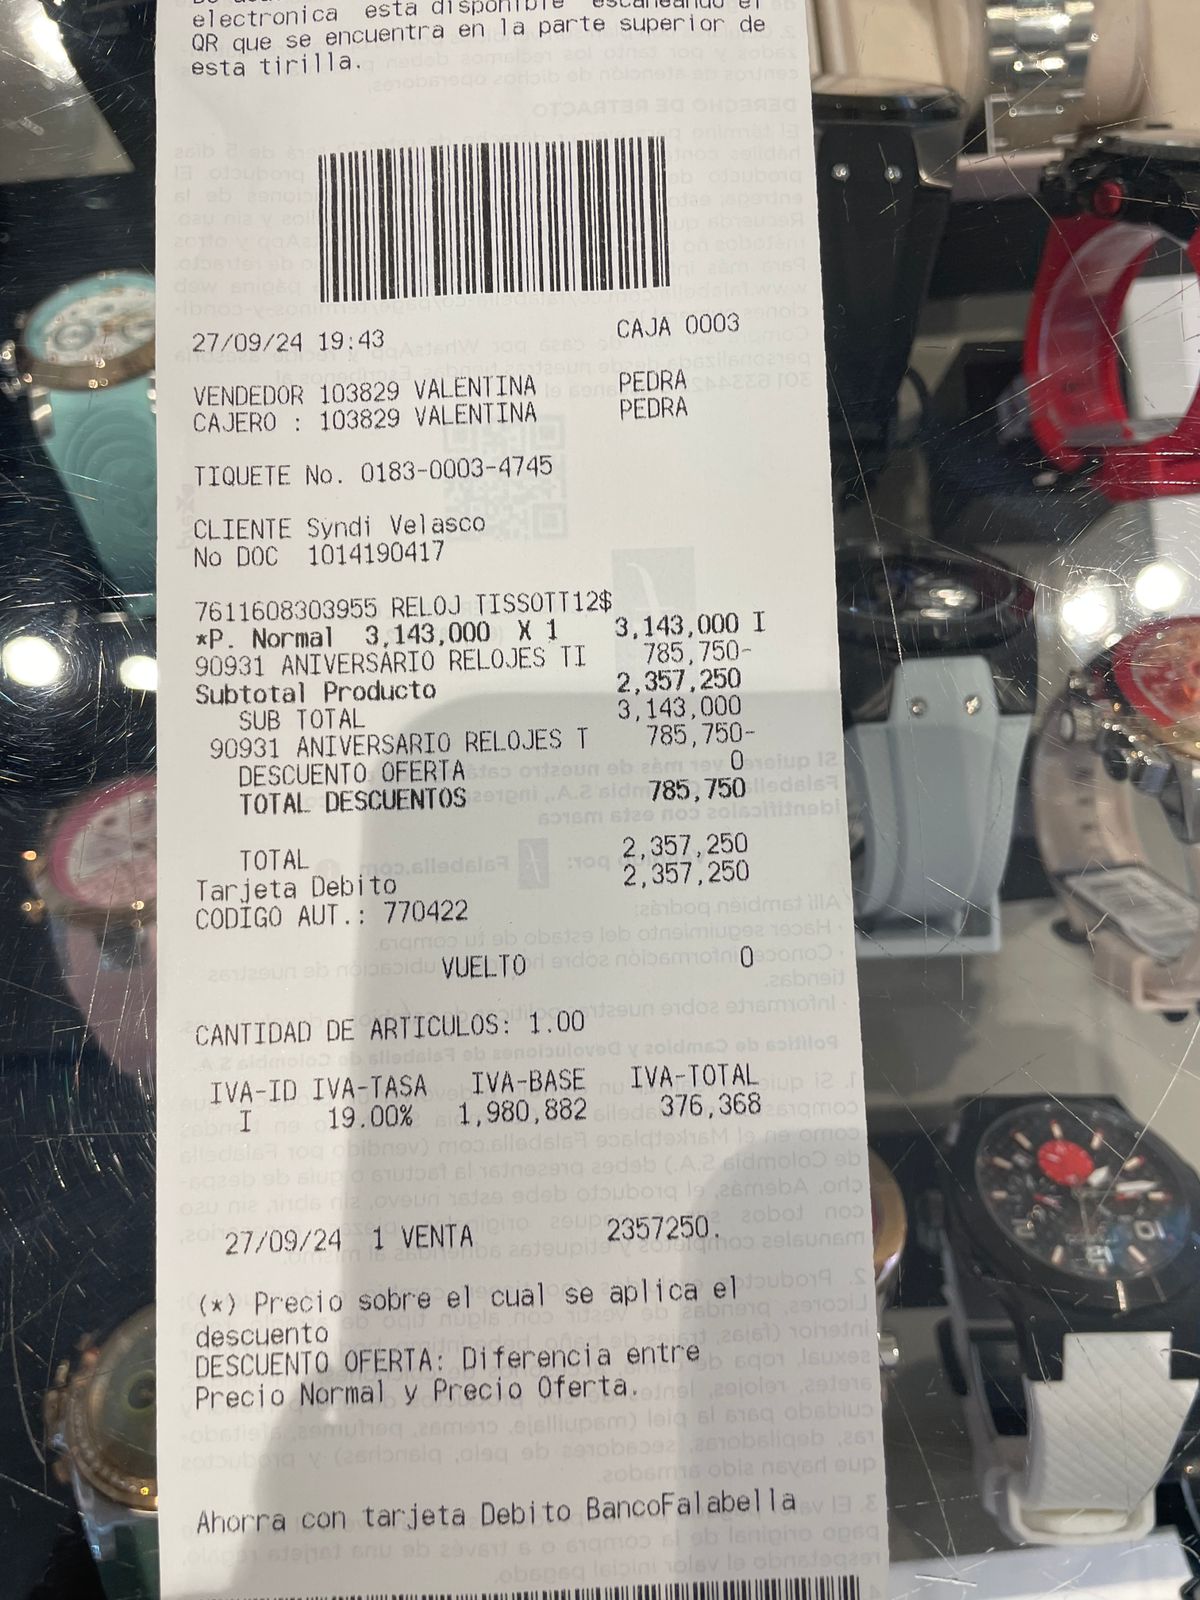 electronica esta disponible escaneando el
QR que se encuentra en la parte superior de
esta tirilla.
27/09/24 19:43 CAJA 0003
VENDEDOR 103829 VALENTINA PEDRA
CAJERO : 103829 VALENTINA PEDRA
TIQUETE No. 0183-0003-4745
CLIENTE Syndi Velasco
No DOC 1014190417
7611608303955 RELOJ TISSOTT12$
*P. Normal 3,143,000 X 1 3,143,000 I
90931 ANIVERSARIO RELOJES TI 785,750-
Subtotal Producto 2,357,250
SUB TOTAL 3,143,000
90931 ANIVERSARIO RELOJES T 785,750-
DESCUENTO OFERTA 0
TOTAL DESCUENTOS 785,750
TOTAL 2,357,250
Tarjeta Debito 2,357,250
CODIGO AUT.: 770422
VUELTO 0
CANTIDAD DE ARTICULOS: 1.00
IVA-ID IVA-TASA IVA-BASE IVA-TOTAL
I 19.00% 1,980,882 376,368
27/09/24 1 VENTA 2357250.
(*) Precio sobre el cual se aplica el
descuento
DESCUENTO OFERTA: Diferencia entre
Precio Normal y Precio Oferta.
Ahorra con tarjeta Debito BancoFalabella